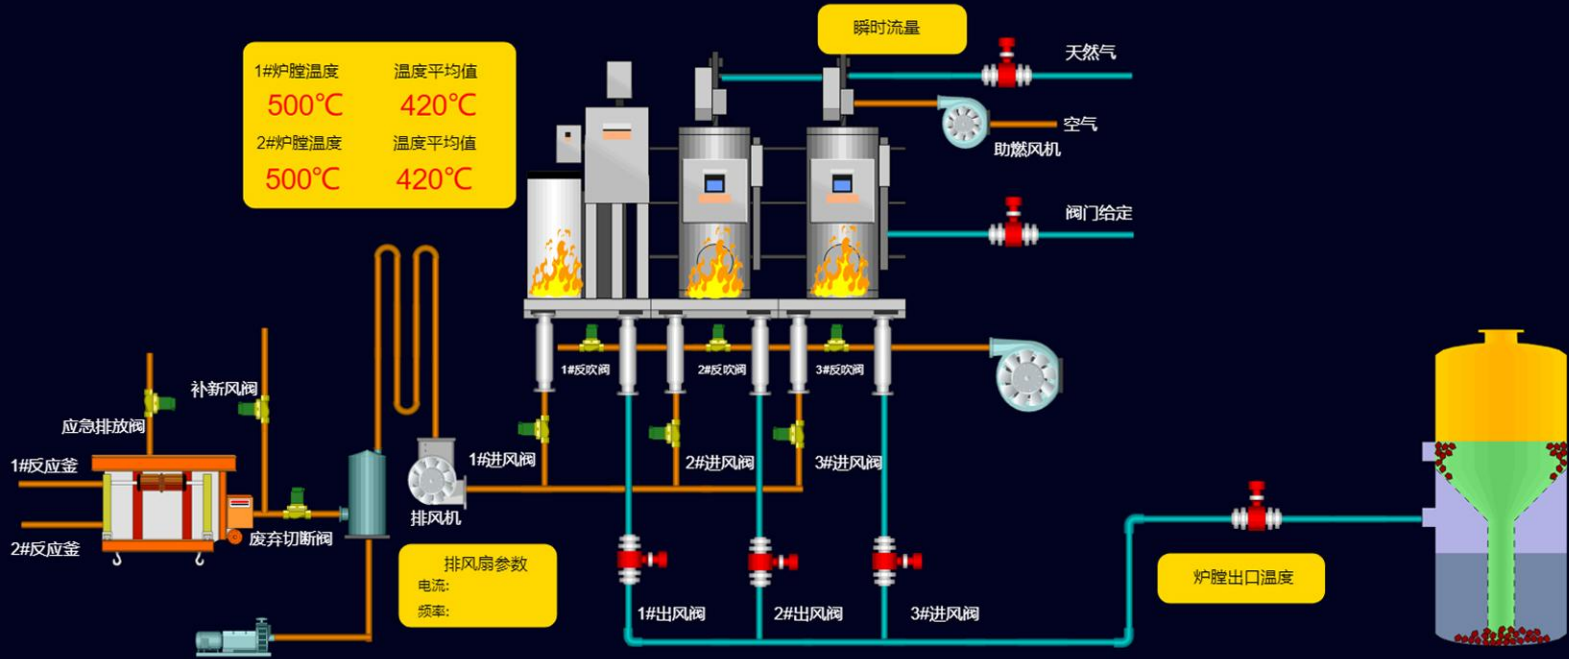 瞬时流量
天然气
1#炉膛温度
温度平均值
500℃
420℃
2#炉膛温度
温度平均值
500℃
420℃
空气
助燃风机
阀门给定
1#反吹阀
2#反吹阀
3#反吹阀
补新风阀
应急排放阀
1#反应釜
2#反应釜
废弃切断阀
排风机
1#进风阀
2#进风阀
3#进风阀
排风扇参数
电流:
频率:
1#出风阀
2#出风阀
3#进风阀
炉膛出口温度